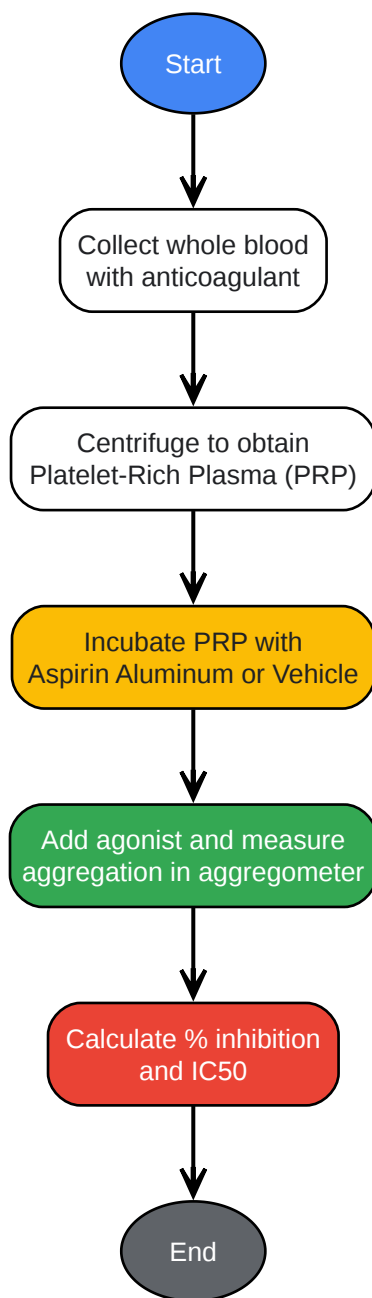 Start
Collect whole blood
with anticoagulant
Centrifuge to obtain
Platelet-Rich Plasma (PRP)
Incubate PRP with
Aspirin Aluminum or Vehicle
Add agonist and measure
aggregation in aggregometer
Calculate % inhibition
and IC50
End